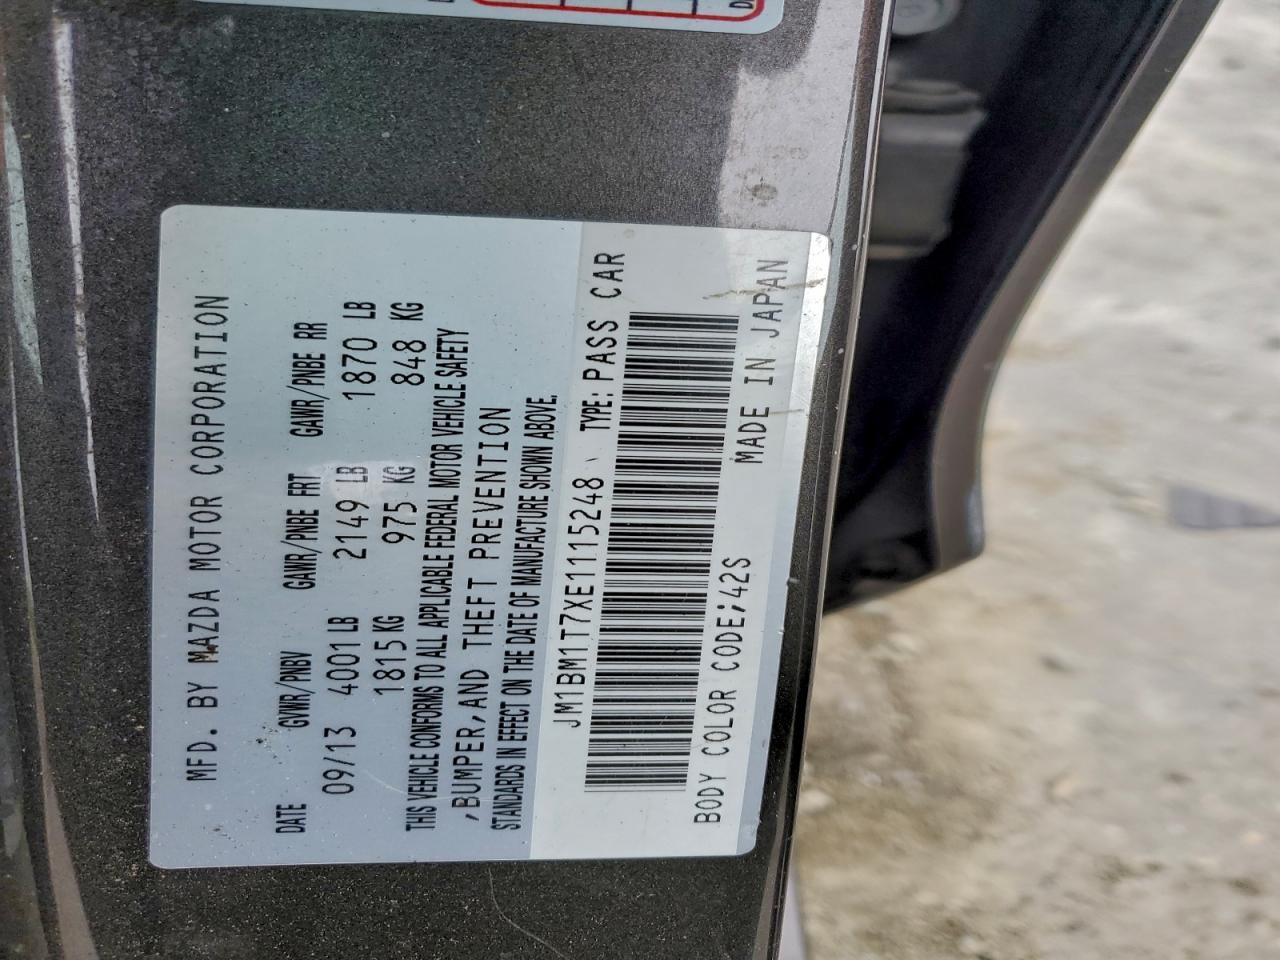 MFD. BY MAZDA MOTOR CORPORATION
DATE GVWR/PNBV GAWR/PNBE FRT GAWR/PNBE RR
09/13 4001 LB 2149 LB 1870 LB
1815 KG 975 KG 848 KG
THIS VEHICLE CONFORMS TO ALL APPLICABLE FEDERAL MOTOR VEHICLE SAFETY
,BUMPER,AND THEFT PREVENTION
STANDARDS IN EFFECT ON THE DATE OF MANUFACTURE SHOWN ABOVE.
JM1BM1T7XE1115248 TYPE: PASS CAR
BODY COLOR CODE;42S MADE IN JAPAN